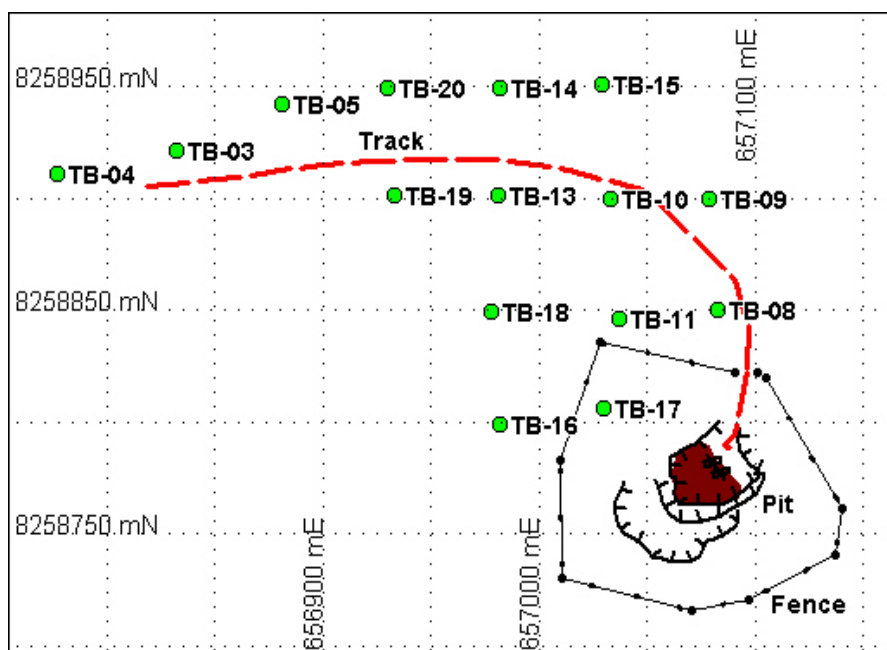 8258950 mN
TB-20
TB-14
TB-15
TB-05
657100 mE
Track
TB-03
TB-04
TB-19
TB-13
TB-10
TB-09
8258850 mN
TB-18
TB-11
TB-08
TB-16
TB-17
Pit
8258750 mN
656900 mE
657000 mE
Fence